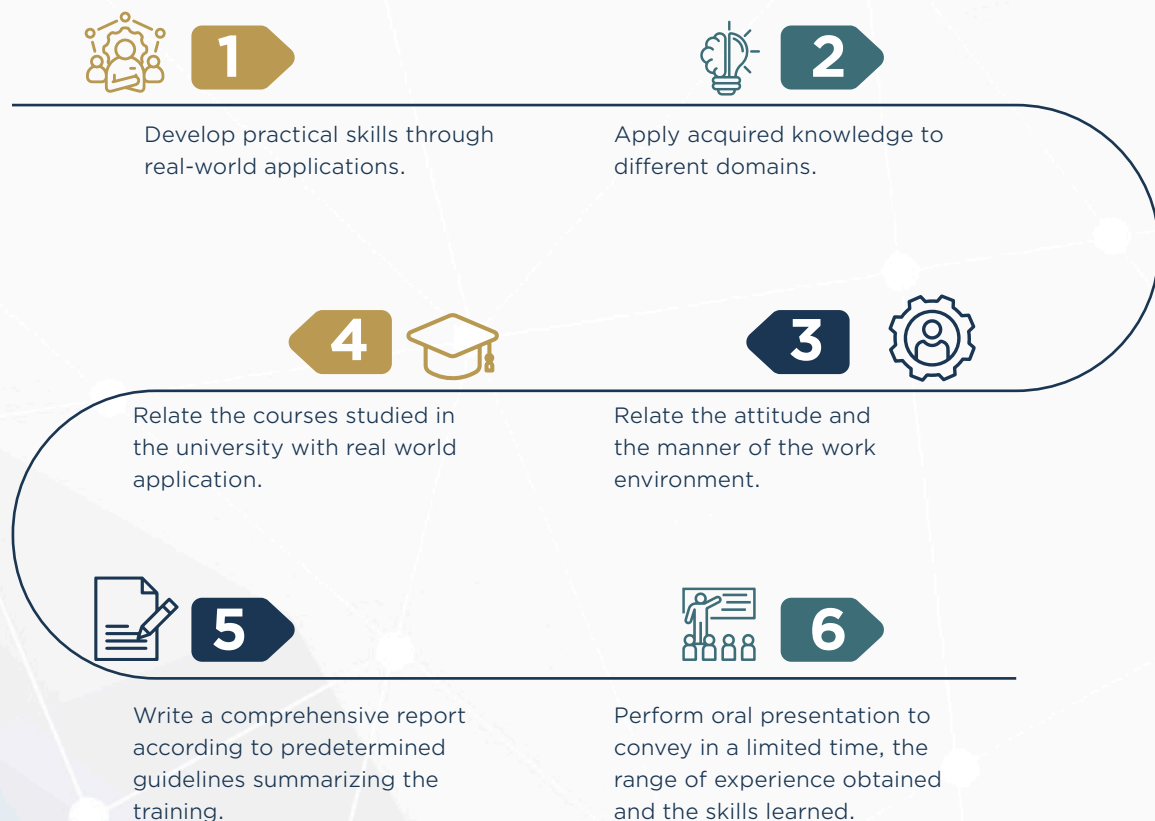 1
Develop practical skills through
real-world applications.
2
Apply acquired knowledge to
different domains.
3
Relate the attitude and
the manner of the work
environment.
4
Relate the courses studied in
the university with real world
application.
5
Write a comprehensive report
according to predetermined
guidelines summarizing the
training.
6
Perform oral presentation to
convey in a limited time, the
range of experience obtained
and the skills learned.